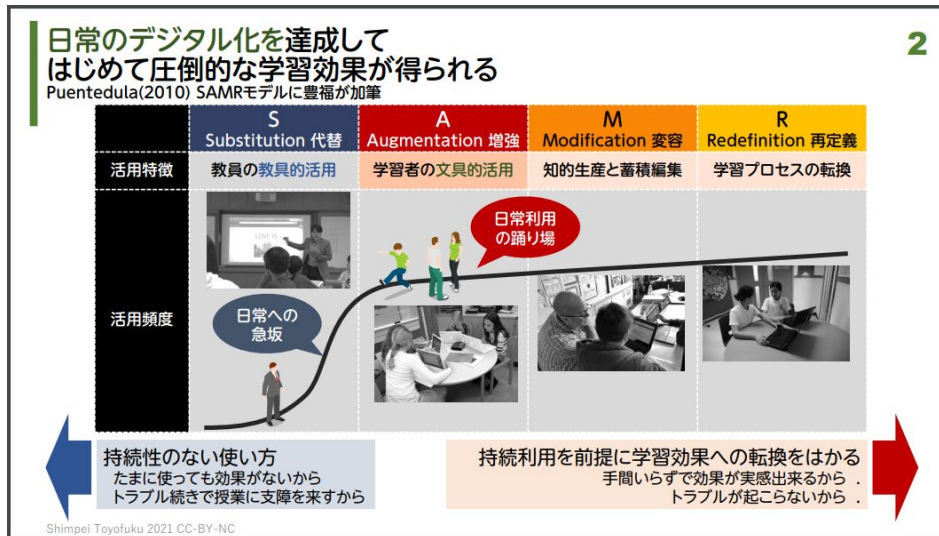 日常のデジタル化を達成して
はじめて圧倒的な学習効果が得られる
2
Puentedula(2010) SAMRモデルに豊福が加筆
S
Substitution 代替
A
Augmentation 増強
M
Modification 変容
R
Redefinition 再定義
活用特徴
教員の教具的活用
学習者の文具的活用
知的生産と蓄積編集
学習プロセスの転換
活用頻度
LOVE IS
日常への
急坂
日常利用
の踊り場
持続性のない使い方
たまに使っても効果がないから
トラブル続きで授業に支障を来すから
持続利用を前提に学習効果への転換をはかる
手間いらずで効果が実感出来るから .
トラブルが起こらないから .
Shimpei Toyofuku 2021 CC-BY-NC